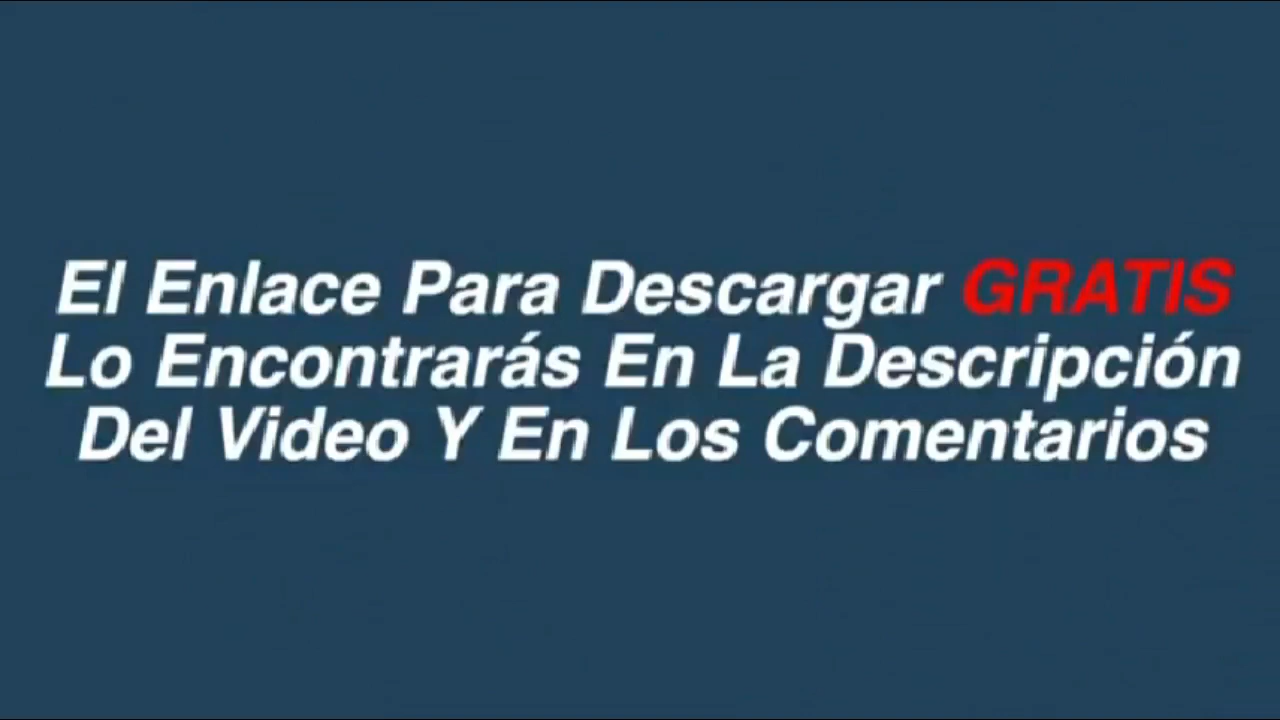 El Enlace Para Descargar GRATIS
Lo Encontrarás En La Descripción
Del Video Y En Los Comentarios